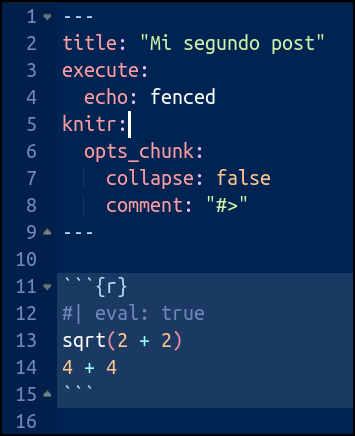 1 ---
2 title: "Mi segundo post"
3 execute:
4   echo: fenced
5 knitr:
6   opts_chunk:
7     collapse: false
8     comment: "#>"
9 ---
10
11 ```{r}
12 #| eval: true
13 sqrt(2 + 2)
14 4 + 4
15 ```
16